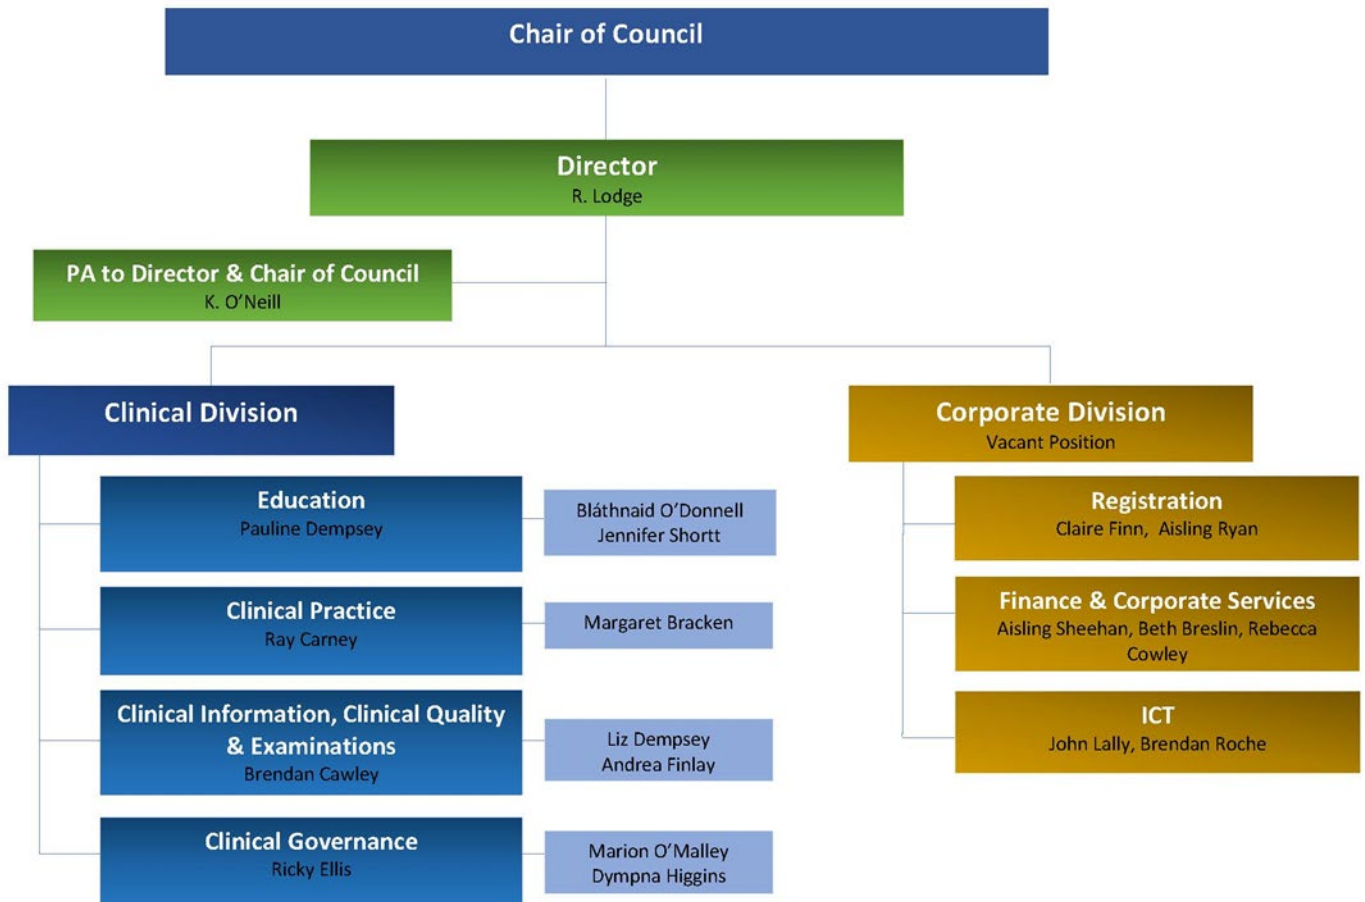 Chair of Council
Director
R. Lodge
PA to Director & Chair of Council
K. O’Neill
Clinical Division
Education
Pauline Dempsey
Bláthnaid O’Donnell
Jennifer Shortt
Clinical Practice
Ray Carney
Margaret Bracken
Clinical Information, Clinical Quality
& Examinations
Brendan Cawley
Liz Dempsey
Andrea Finlay
Clinical Governance
Ricky Ellis
Marion O’Malley
Dympna Higgins
Corporate Division
Vacant Position
Registration
Claire Finn, Aisling Ryan
Finance & Corporate Services
Aisling Sheehan, Beth Breslin, Rebecca
Cowley
ICT
John Lally, Brendan Roche